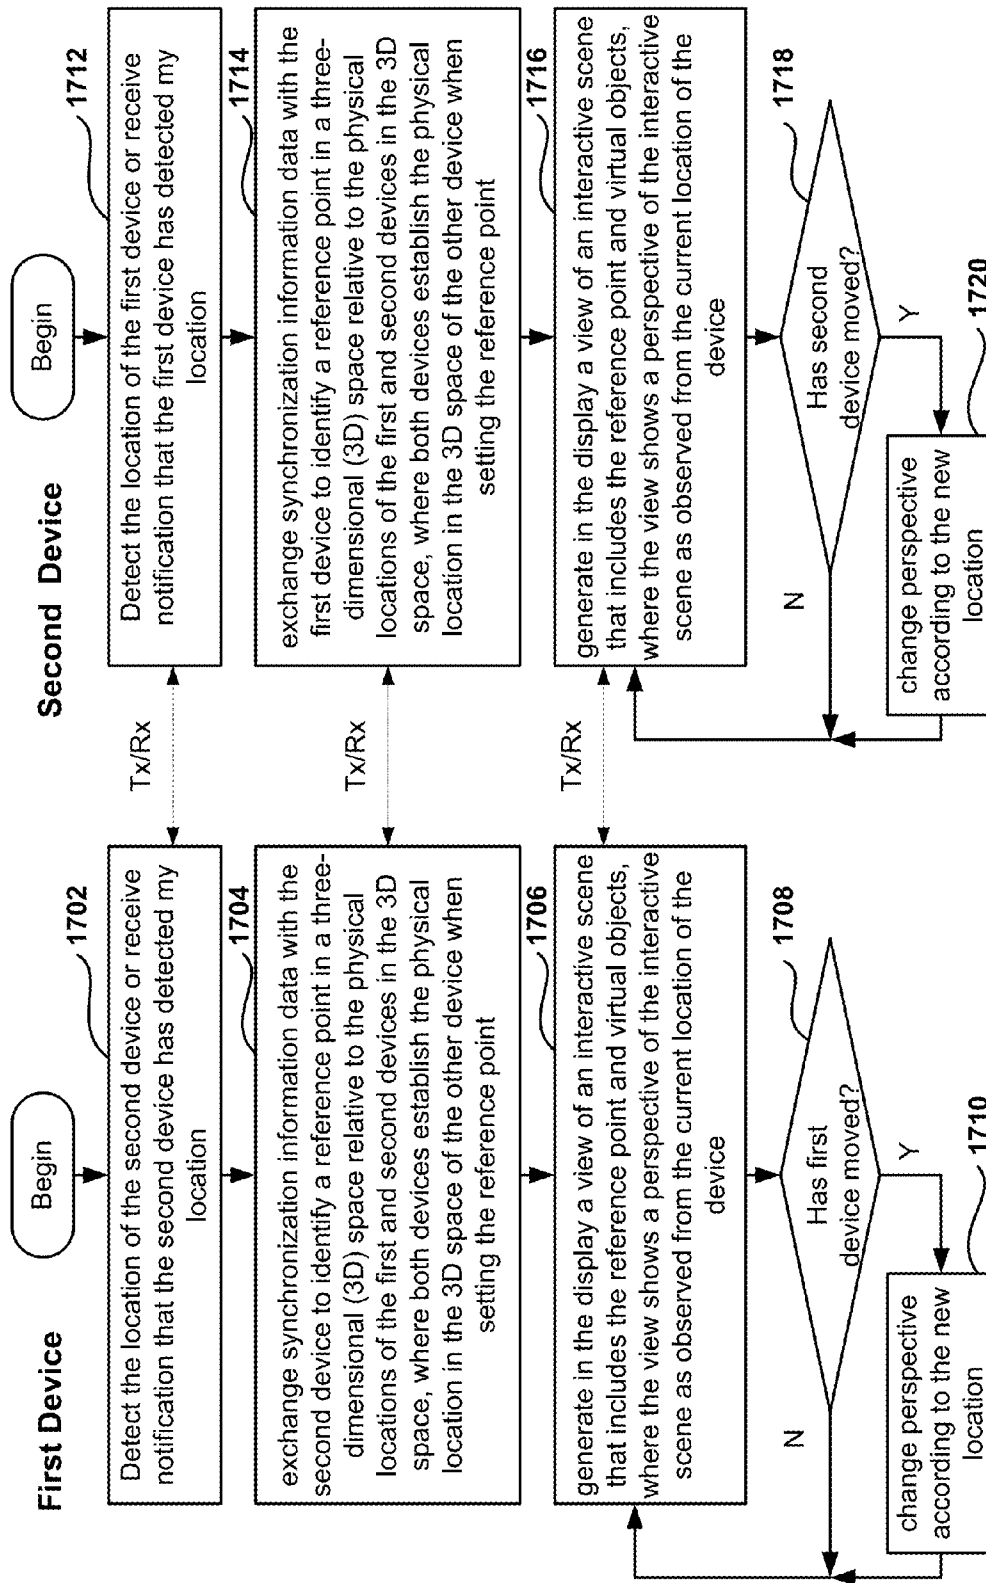 First Device
Begin
1702
Detect the location of the second device or receive
notification that the second device has detected my
location
1704
exchange synchronization information data with the
second device to identify a reference point in a three-
dimensional (3D) space relative to the physical
locations of the first and second devices in the 3D
space, where both devices establish the physical
location in the 3D space of the other device when
setting the reference point
1706
generate in the display a view of an interactive scene
that includes the reference point and virtual objects,
where the view shows a perspective of the interactive
scene as observed from the current location of the
device
1708
Has first
device moved?
N
Y
1710
change perspective
according to the new
location
Tx/Rx
Tx/Rx
Tx/Rx
Second Device
Begin
1712
Detect the location of the first device or receive
notification that the first device has detected my
location
1714
exchange synchronization information data with the
first device to identify a reference point in a three-
dimensional (3D) space relative to the physical
locations of the first and second devices in the 3D
space, where both devices establish the physical
location in the 3D space of the other device when
setting the reference point
1716
generate in the display a view of an interactive scene
that includes the reference point and virtual objects,
where the view shows a perspective of the interactive
scene as observed from the current location of the
device
1718
Has second
device moved?
N
Y
1720
change perspective
according to the new
location